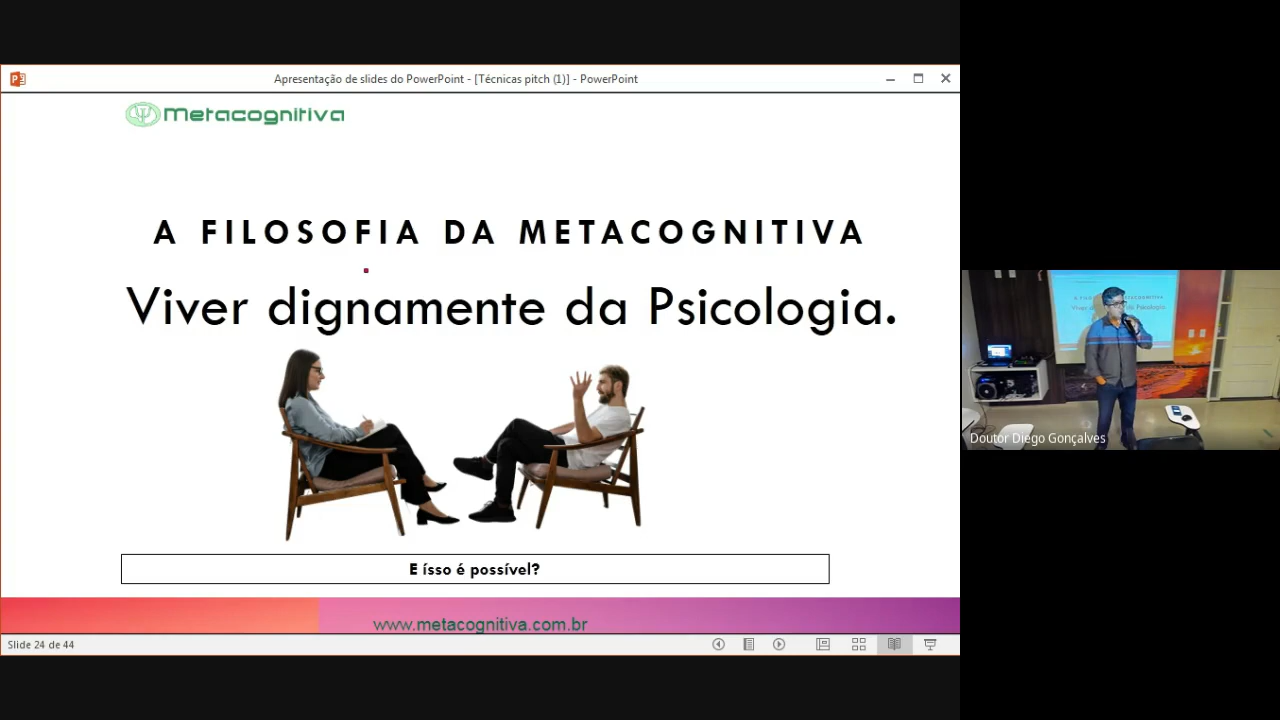 Apresentação de slides do PowerPoint - [Técnicas pitch (1)] - PowerPoint
Metacognitiva
A FILOSOFIA DA METACOGNITIVA
Viver dignamente da Psicologia.
E ísso é possível?
www.metacognitiva.com.br
Slide 24 de 44
Doutor Diego Gonçalves